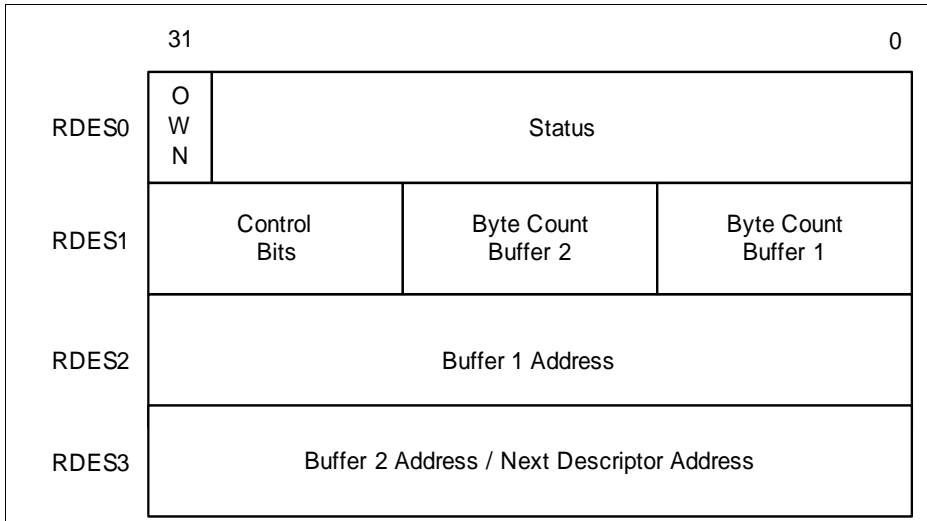 31 0
RDES0
O
W
N
Status
RDES1
Control
Bits
Byte Count
Buffer 2
Byte Count
Buffer 1
RDES2
Buffer 1 Address
RDES3
Buffer 2 Address / Next Descriptor Address